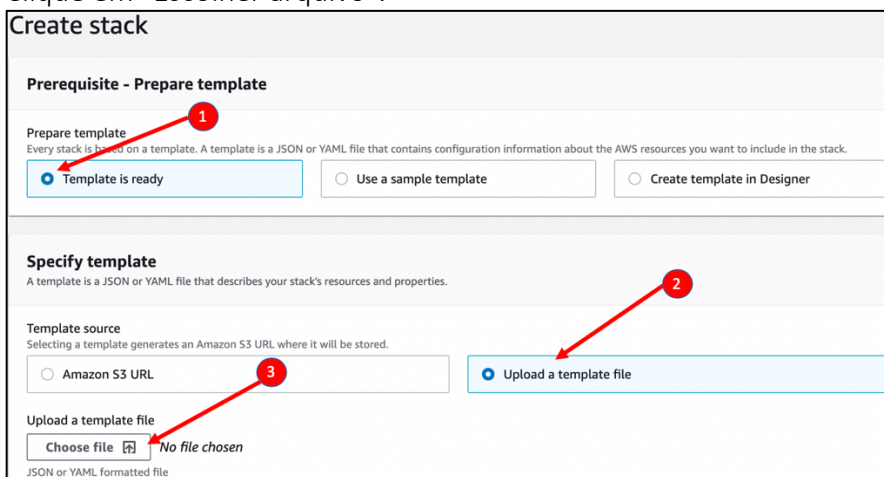 Clique em "Escolher arquivo".
Create stack
Prerequisite - Prepare template
1
Prepare template
Every stack is based on a template. A template is a JSON or YAML file that contains configuration information about the AWS resources you want to include in the stack.
Template is ready
Use a sample template
Create template in Designer
Specify template
A template is a JSON or YAML file that describes your stack's resources and properties.
2
Template source
Selecting a template generates an Amazon S3 URL where it will be stored.
Amazon S3 URL
3
Upload a template file
Upload a template file
Choose file
No file chosen
JSON or YAML formatted file